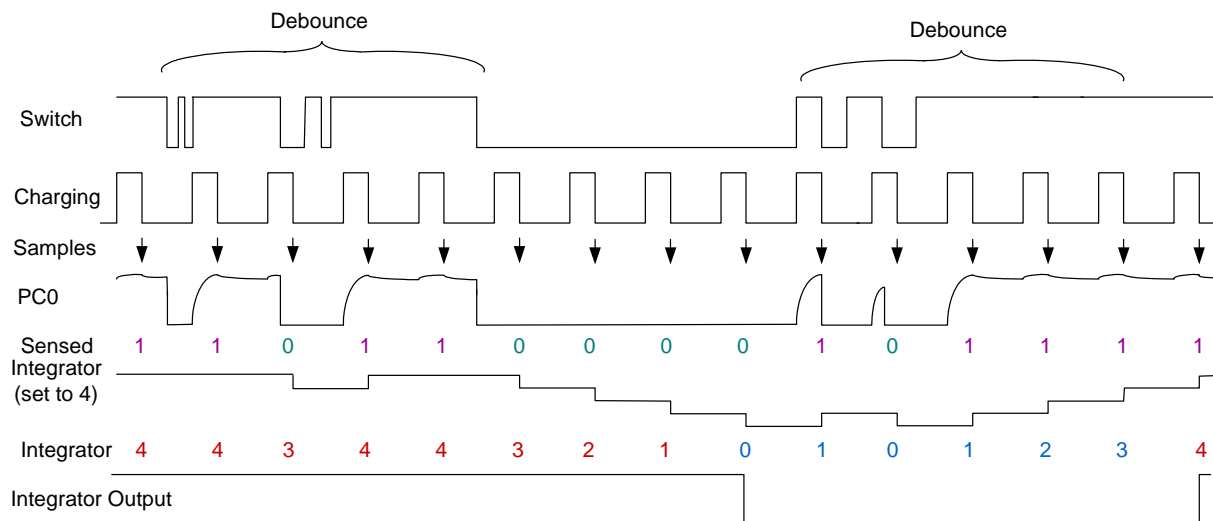 Debounce
Debounce
Switch
Charging
Samples
PC0
Sensed 1 1 0 1 1 0 0 0 0 1 0 1 1 1 1
Integrator
(set to 4)
Integrator 4 4 3 4 4 3 2 1 0 1 0 1 2 3 4
Integrator Output